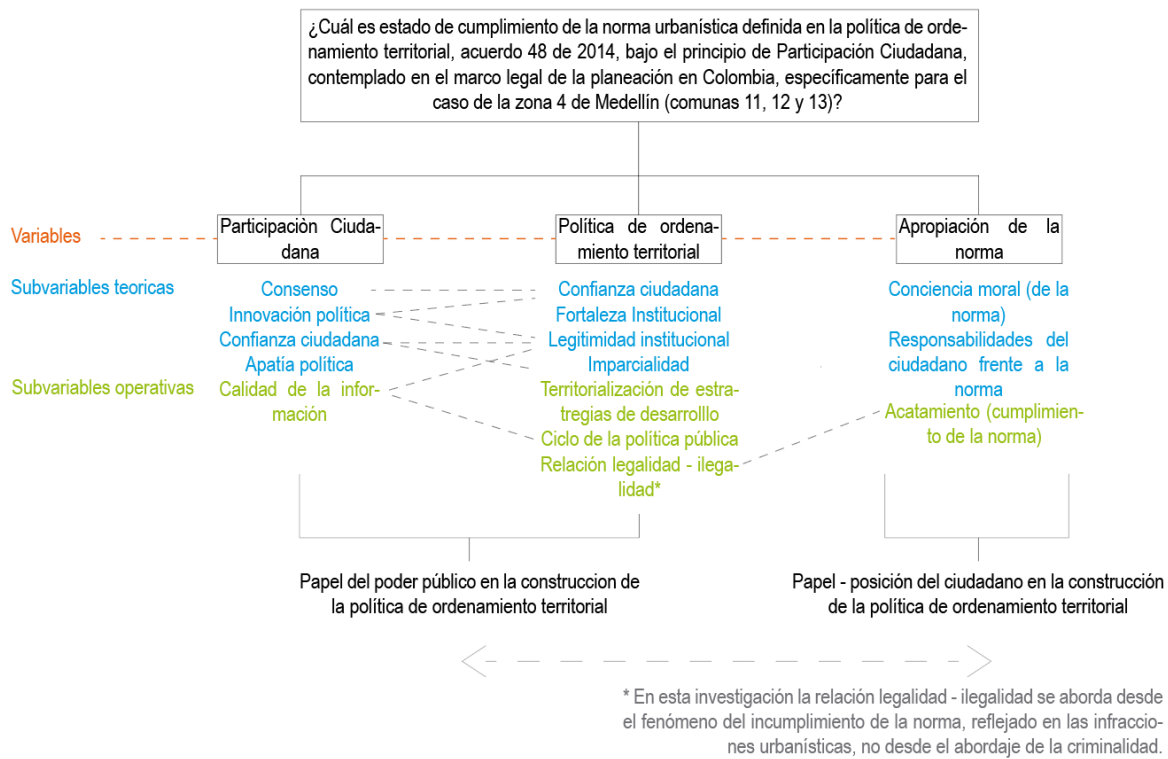 ¿Cuál es estado de cumplimiento de la norma urbanística definida en la política de orde-
namiento territorial, acuerdo 48 de 2014, bajo el principio de Participación Ciudadana,
contemplado en el marco legal de la planeación en Colombia, específicamente para el
caso de la zona 4 de Medellín (comunas 11, 12 y 13)?
Variables
Participaciòn Ciuda-
dana
Política de ordena-
miento territorial
Apropiación de la
norma
Subvariables teoricas
Consenso
Innovación política
Confianza ciudadana
Apatía política
Subvariables operativas
Calidad de la infor-
mación
Confianza ciudadana
Fortaleza Institucional
Legitimidad institucional
Imparcialidad
Territorialización de es-
tratregias de desarrolllo
Ciclo de la política pública
Relación legalidad - ilega-
lidad*
Conciencia moral (de la
norma)
Responsabilidades del
ciudadano frente a la
norma
Acatamiento (cumplimien-
to de la norma)
Papel del poder público en la construccion de
la política de ordenamiento territorial
Papel - posición del ciudadano en la construcción
de la política de ordenamiento territorial
* En esta investigación la relación legalidad - ilegalidad se aborda desde
el fenómeno del incumplimiento de la norma, reflejado en las infraccio-
nes urbanísticas, no desde el abordaje de la criminalidad.